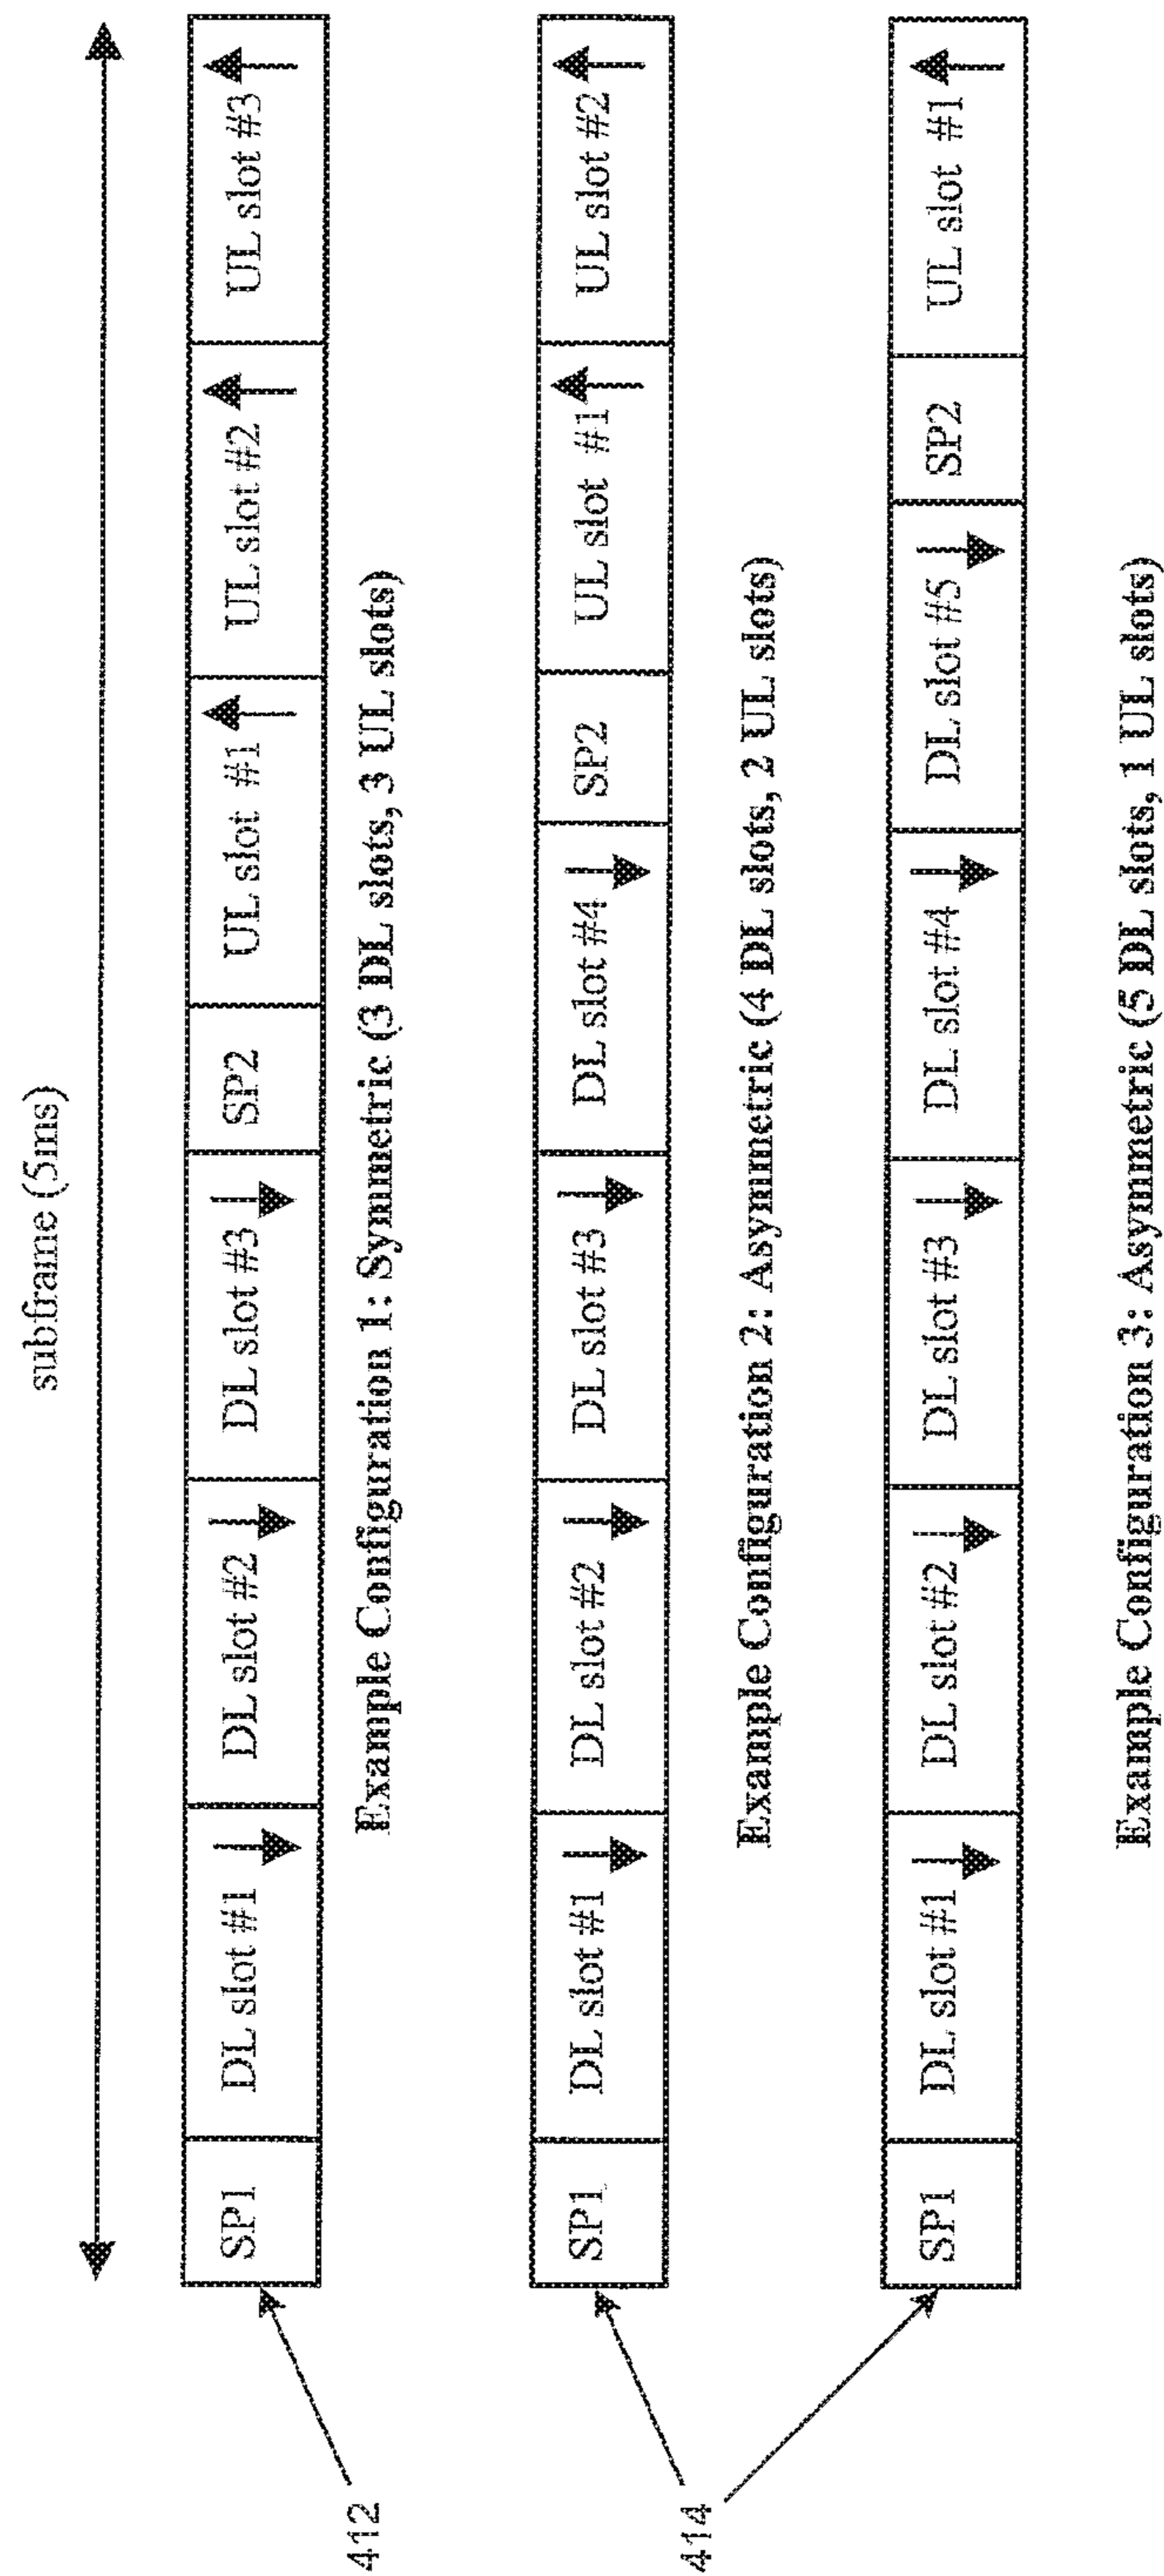 subframe (5ms)
SP1 DL slot #1 DL slot #2 DL slot #3 SP2 UL slot #1 UL slot #2 UL slot #3
412
Example Configuration 1: Symmetric (3 DL slots, 3 UL slots)
SP1 DL slot #1 DL slot #2 DL slot #3 DL slot #4 SP2 UL slot #1 UL slot #2
414
Example Configuration 2: Asymmetric (4 DL slots, 2 UL slots)
SP1 DL slot #1 DL slot #2 DL slot #3 DL slot #4 DL slot #5 SP2 UL slot #1
Example Configuration 3: Asymmetric (5 DL slots, 1 UL slots)